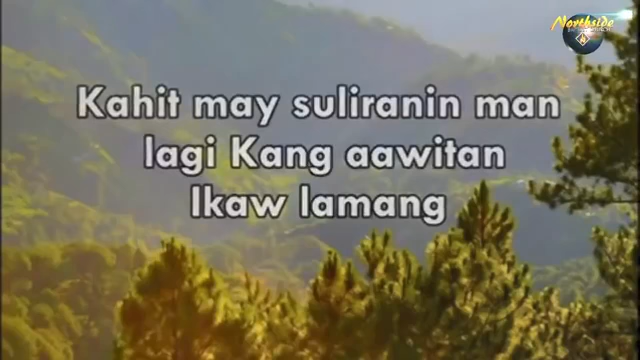 Northside
Kahit may suliranin man
lagi Kang aawitan
Ikaw lamang